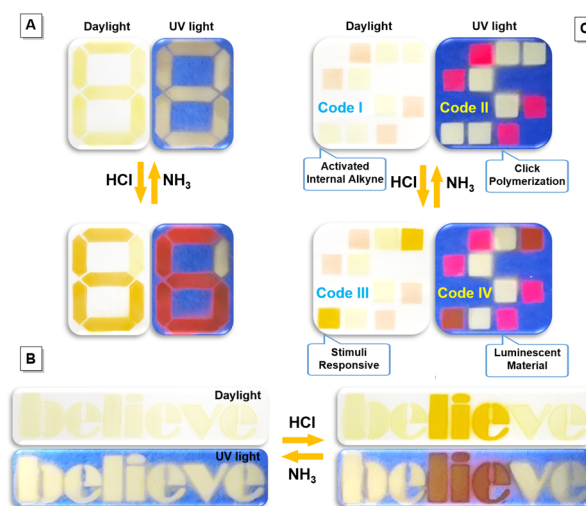 A
Daylight
UV light
HCl
NH3
B
believe
Daylight
believe
UV light
HCl
NH3
believe
believe
C
Daylight
UV light
Code I
Code II
Activated
Internal Alkyne
Click
Polymerization
HCl
NH3
Code III
Code IV
Stimuli
Responsive
Luminescent
Material